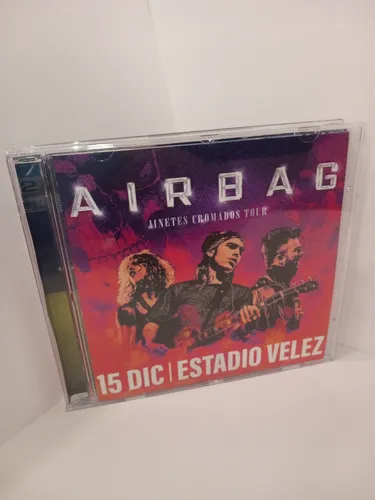 AIRBAG
JINETES CROMADOS TOUR
15 DIC | ESTADIO VELEZ